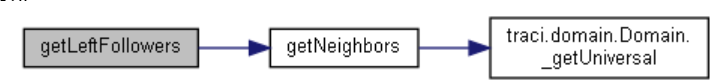 getLeftFollowers
getNeighbors
traci.domain.Domain.
_getUniversal